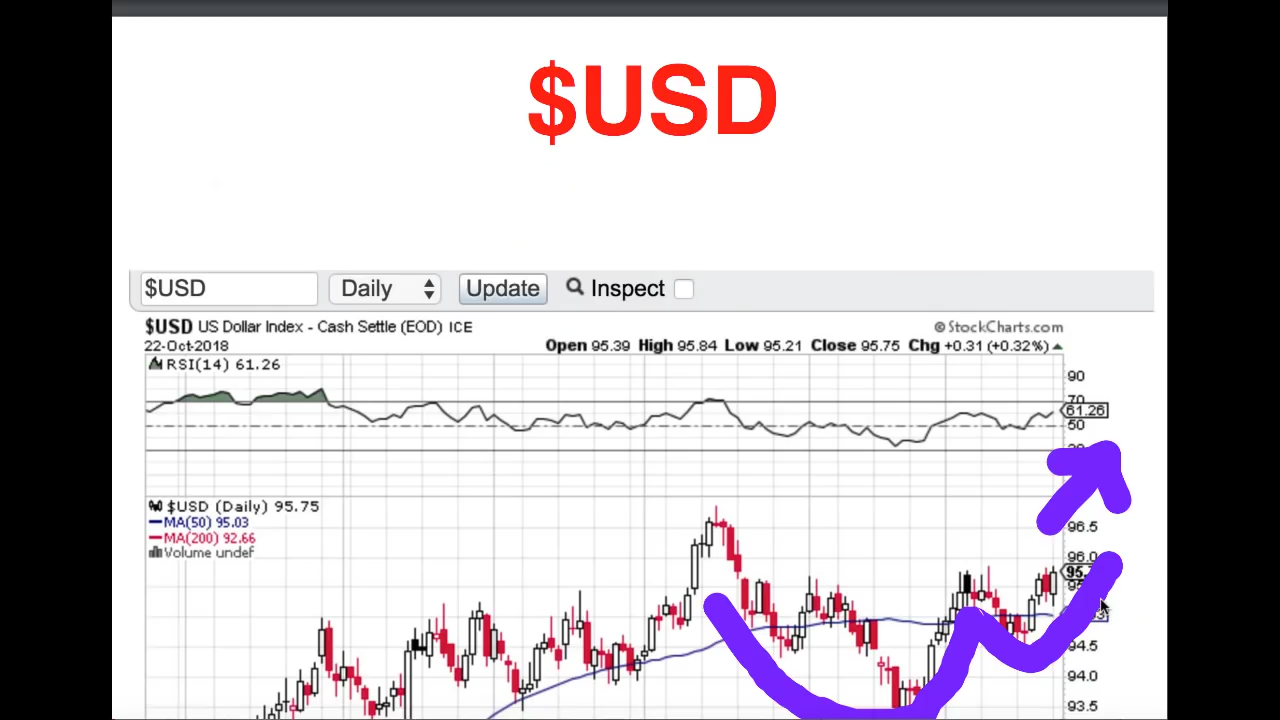 $USD
$USD Daily Update Inspect
$USD US Dollar Index - Cash Settle (EOD) ICE ©StockCharts.com
22-Oct-2018 Open 95.39 High 95.84 Low 95.21 Close 95.75 Chg +0.31 (+0.32%)
RSI(14) 61.26
90
70
61.26
50
$USD (Daily) 95.75
MA(50) 95.03
MA(200) 92.66
Volume undef
96.5
96.0
94.5
94.0
93.5